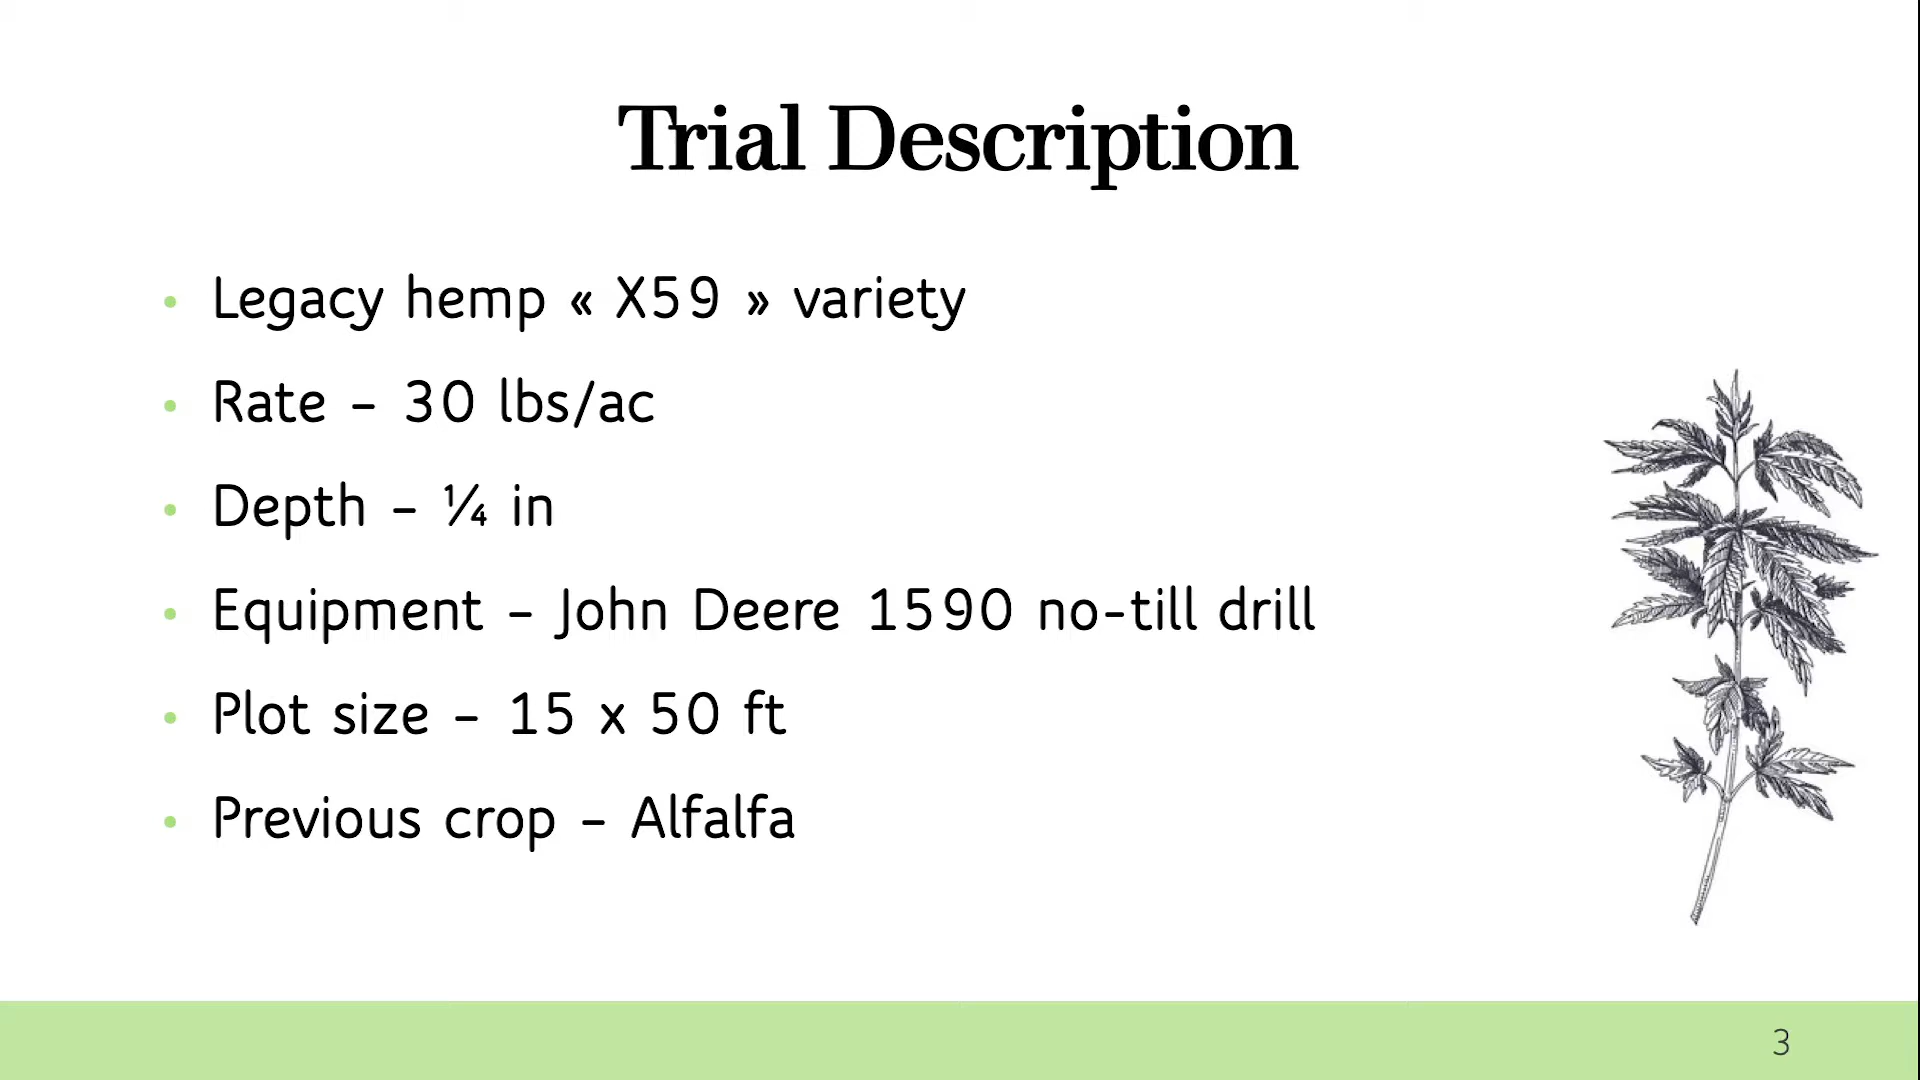 Trial Description
• Legacy hemp « X59 » variety
• Rate – 30 lbs/ac
• Depth – ¼ in
• Equipment – John Deere 1590 no-till drill
• Plot size – 15 x 50 ft
• Previous crop – Alfalfa
3